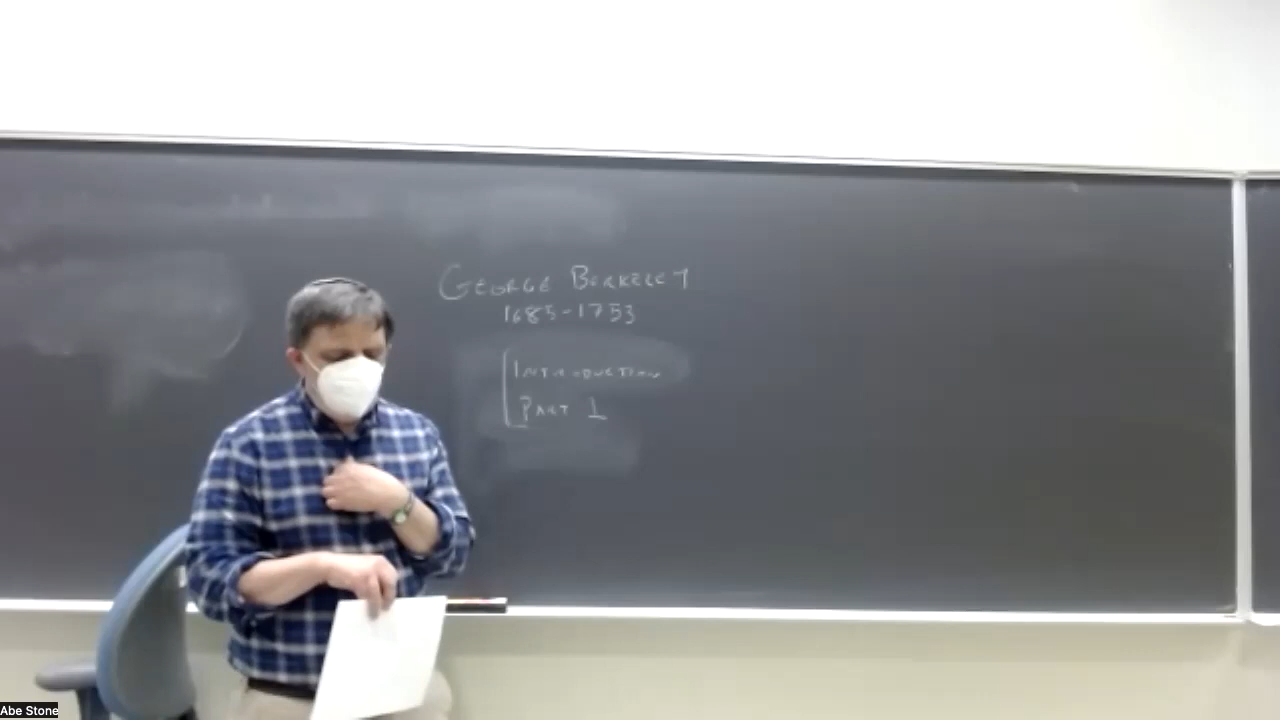 GEORGE BERKELEY
1685-1753
INTRODUCTION
PART 1
Abe Stone